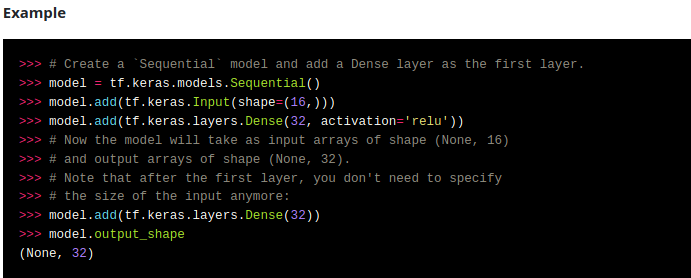 Example
>>> # Create a `Sequential` model and add a Dense layer as the first layer.
>>> model = tf.keras.models.Sequential()
>>> model.add(tf.keras.Input(shape=(16,)))
>>> model.add(tf.keras.layers.Dense(32, activation='relu'))
>>> # Now the model will take as input arrays of shape (None, 16)
>>> # and output arrays of shape (None, 32).
>>> # Note that after the first layer, you don't need to specify
>>> # the size of the input anymore:
>>> model.add(tf.keras.layers.Dense(32))
>>> model.output_shape
(None, 32)